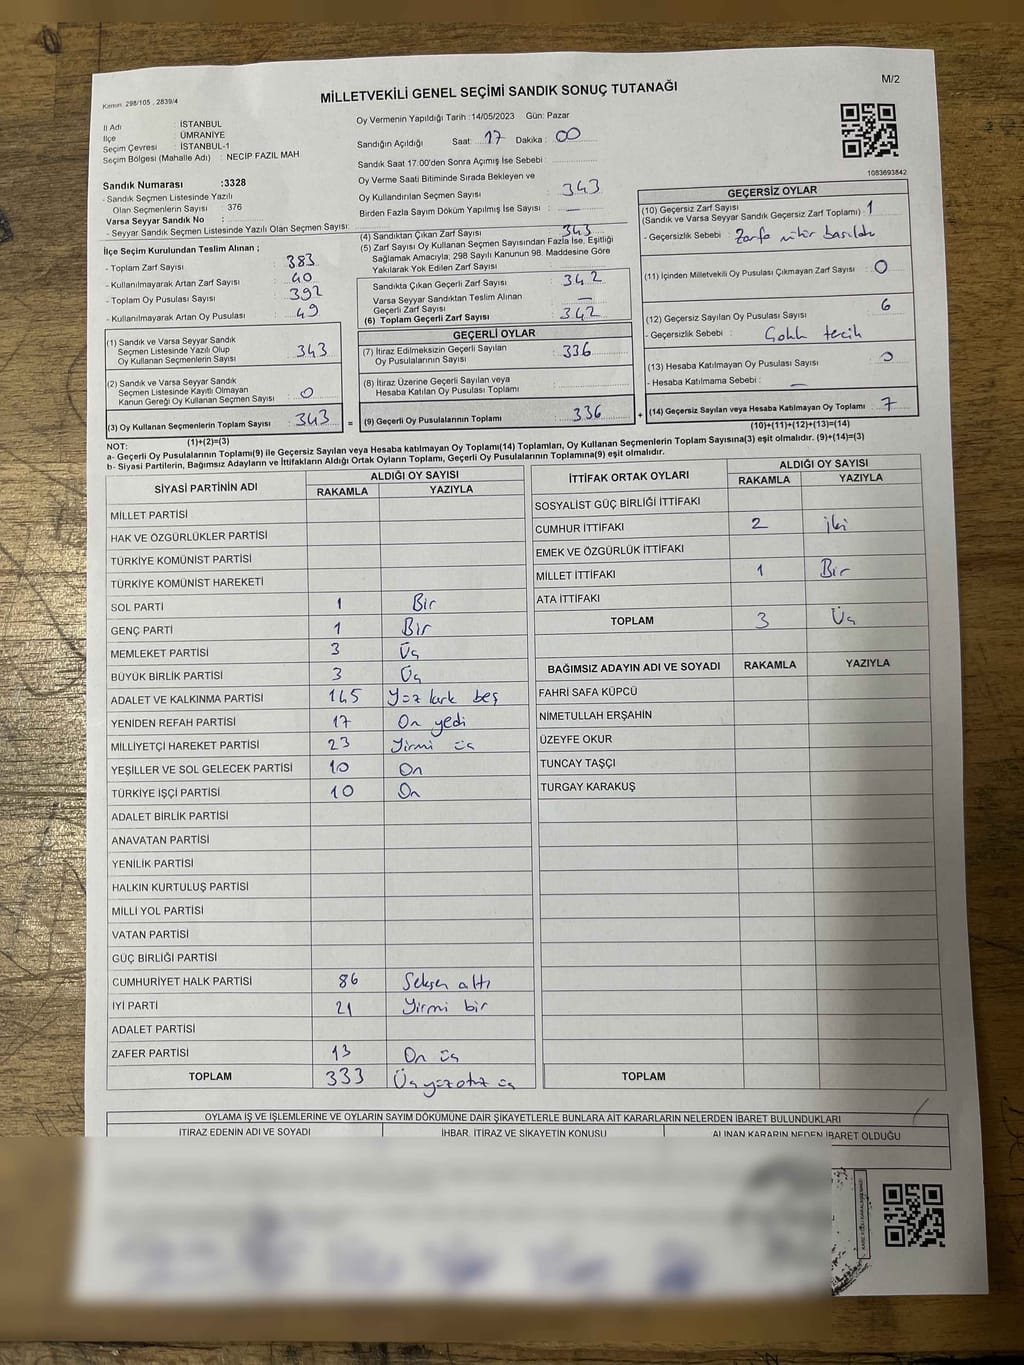 Kanun. 298/105 , 2839/4
MİLLETVEKİLİ GENEL SEÇİMİ SANDIK SONUÇ TUTANAĞI
M/2
İl Adı : İSTANBUL
İlçe : ÜMRANİYE
Seçim Çevresi : İSTANBUL-1
Seçim Bölgesi (Mahalle Adı) : NECİP FAZIL MAH
Sandık Numarası :3328
- Sandık Seçmen Listesinde Yazılı
Olan Seçmenlerin Sayısı : 376
Varsa Seyyar Sandık No :
- Seyyar Sandık Seçmen Listesinde Yazılı Olan Seçmen Sayısı:
Oy Vermenin Yapıldığı Tarih :14/05/2023 Gün: Pazar
Sandığın Açıldığı Saat: 17 Dakika : 00
Sandık Saat 17:00'den Sonra Açımış İse Sebebi :
Oy Verme Saati Bitiminde Sırada Bekleyen ve
Oy Kullandırılan Seçmen Sayısı : 343
Birden Fazla Sayım Döküm Yapılmış İse Sayısı : —
1083693842
İlçe Seçim Kurulundan Teslim Alınan ;
- Toplam Zarf Sayısı : 383
- Kullanılmayarak Artan Zarf Sayısı : 40
- Toplam Oy Pusulası Sayısı : 392
- Kullanılmayarak Artan Oy Pusulası : 49
(1) Sandık ve Varsa Seyyar Sandık
Seçmen Listesinde Yazılı Olup
Oy Kullanan Seçmenlerin Sayısı : 343
(2) Sandık ve Varsa Seyyar Sandık
Seçmen Listesinde Kayıtlı Olmayan
Kanun Gereği Oy Kullanan Seçmen Sayısı : 0
(3) Oy Kullanan Seçmenlerin Toplam Sayısı : 343
(4) Sandıktan Çıkan Zarf Sayısı : 343
(5) Zarf Sayısı Oy Kullanan Seçmen Sayısından Fazla İse, Eşitliği
Sağlamak Amacıyla, 298 Sayılı Kanunun 98. Maddesine Göre
Yakılarak Yok Edilen Zarf Sayısı :
Sandıkta Çıkan Geçerli Zarf Sayısı : 342
Varsa Seyyar Sandıktan Teslim Alınan
Geçerli Zarf Sayısı : —
(6) Toplam Geçerli Zarf Sayısı : 342
GEÇERLİ OYLAR
(7) İtiraz Edilmeksizin Geçerli Sayılan
Oy Pusulalarının Sayısı : 336
(8) İtiraz Üzerine Geçerli Sayılan veya
Hesaba Katılan Oy Pusulası Toplamı :
= (9) Geçerli Oy Pusulalarının Toplamı : 336
GEÇERSİZ OYLAR
(10) Geçersiz Zarf Sayısı
(Sandık ve Varsa Seyyar Sandık Geçersiz Zarf Toplamı) : 1
- Geçersizlik Sebebi : Zarfa mühür basıldı
(11) İçinden Milletvekili Oy Pusulası Çıkmayan Zarf Sayısı : 0
(12) Geçersiz Sayılan Oy Pusulası Sayısı : 6
- Geçersizlik Sebebi : Çoklu tercih
(13) Hesaba Katılmayan Oy Pusulası Sayısı : 0
- Hesaba Katılmama Sebebi : —
+ (14) Geçersiz Sayılan veya Hesaba Katılmayan Oy Toplamı : 7
(1)+(2)=(3)
(10)+(11)+(12)+(13)=(14)
NOT:
a- Geçerli Oy Pusulalarının Toplamı(9) ile Geçersiz Sayılan veya Hesaba katılmayan Oy Toplamı(14) Toplamları, Oy Kullanan Seçmenlerin Toplam Sayısına(3) eşit olmalıdır. (9)+(14)=(3)
b- Siyasi Partilerin, Bağımsız Adayların ve İttifakların Aldığı Ortak Oyların Toplamı, Geçerli Oy Pusulalarının Toplamına(9) eşit olmalıdır.
SİYASİ PARTİNİN ADI ALDIĞI OY SAYISI
RAKAMLA YAZIYLA
MİLLET PARTİSİ
HAK VE ÖZGÜRLÜKLER PARTİSİ
TÜRKİYE KOMÜNİST PARTİSİ
TÜRKİYE KOMÜNİST HAREKETİ
SOL PARTİ 1 Bir
GENÇ PARTİ 1 Bir
MEMLEKET PARTİSİ 3 Üç
BÜYÜK BİRLİK PARTİSİ 3 Üç
ADALET VE KALKINMA PARTİSİ 145 Yüz kırk beş
YENİDEN REFAH PARTİSİ 17 On yedi
MİLLİYETÇİ HAREKET PARTİSİ 23 Yirmi üç
YEŞİLLER VE SOL GELECEK PARTİSİ 10 On
TÜRKİYE İŞÇİ PARTİSİ 10 On
ADALET BİRLİK PARTİSİ
ANAVATAN PARTİSİ
YENİLİK PARTİSİ
HALKIN KURTULUŞ PARTİSİ
MİLLİ YOL PARTİSİ
VATAN PARTİSİ
GÜÇ BİRLİĞİ PARTİSİ
CUMHURİYET HALK PARTİSİ 86 Seksen altı
İYİ PARTİ 21 Yirmi bir
ADALET PARTİSİ
ZAFER PARTİSİ 13 On üç
TOPLAM 333 Üç yüz otuz üç
İTTİFAK ORTAK OYLARI ALDIĞI OY SAYISI
RAKAMLA YAZIYLA
SOSYALİST GÜÇ BİRLİĞİ İTTİFAKI
CUMHUR İTTİFAKI 2 İki
EMEK VE ÖZGÜRLÜK İTTİFAKI
MİLLET İTTİFAKI 1 Bir
ATA İTTİFAKI
TOPLAM 3 Üç
BAĞIMSIZ ADAYIN ADI VE SOYADI RAKAMLA YAZIYLA
FAHRİ SAFA KÜPCÜ
NİMETULLAH ERŞAHİN
ÜZEYFE OKUR
TUNCAY TAŞÇI
TURGAY KARAKUŞ
TOPLAM
OYLAMA İŞ VE İŞLEMLERİNE VE OYLARIN SAYIM DÖKÜMÜNE DAİR ŞİKAYETLERLE BUNLARA AİT KARARLARIN NELERDEN İBARET BULUNDUKLARI
İTİRAZ EDENİN ADI VE SOYADI İHBAR, İTİRAZ VE ŞİKAYETİN KONUSU ALINAN KARARIN NEDEN İBARET OLDUĞU